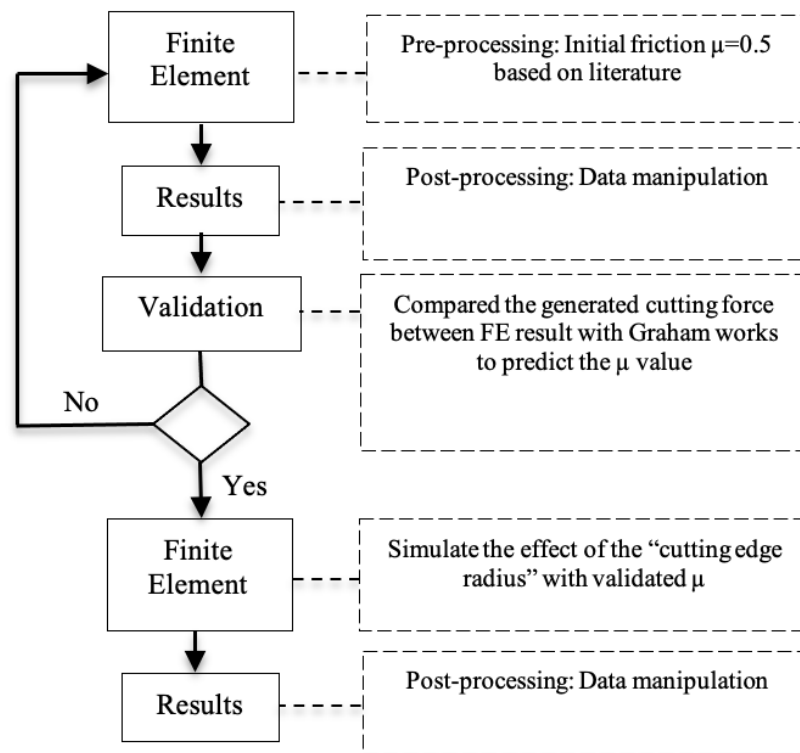 Finite
Element
Pre-processing: Initial friction μ=0.5
based on literature
Results
Post-processing: Data manipulation
Validation
Compared the generated cutting force
between FE result with Graham works
to predict the μ value
No
Yes
Finite
Element
Simulate the effect of the “cutting edge
radius” with validated μ
Results
Post-processing: Data manipulation